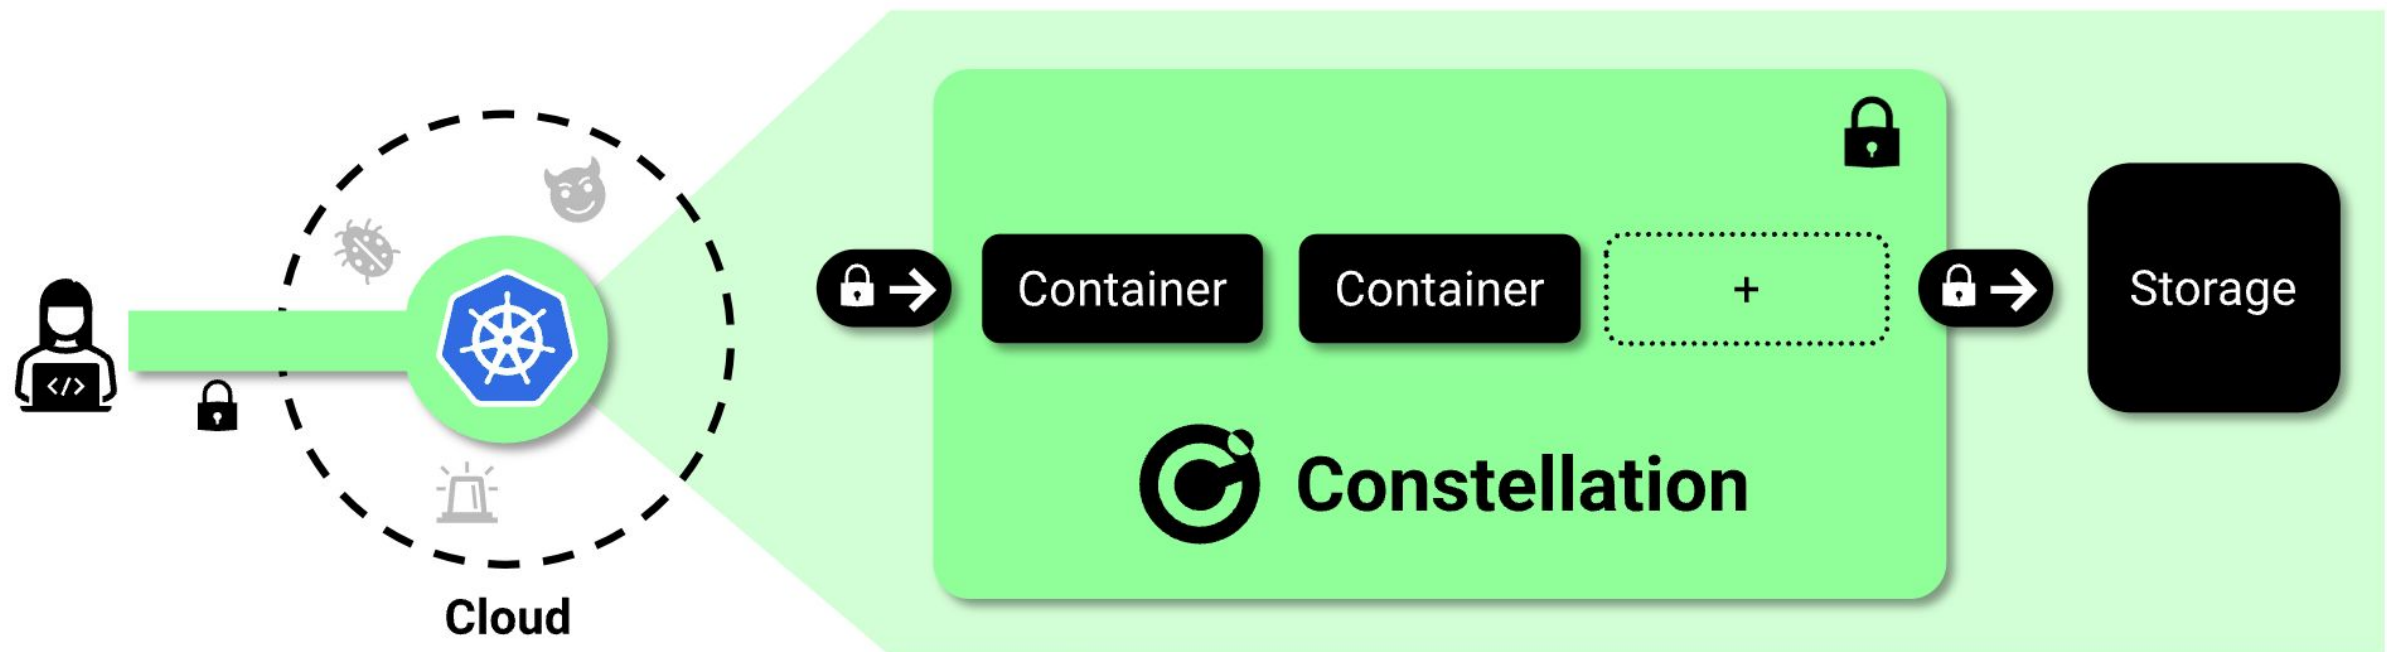 </>
Cloud
Container
Container
+
Storage
Constellation